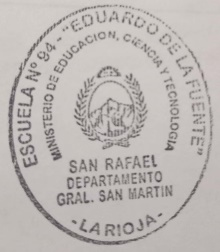 ESCUELA Nº 94 - "EDUARDO DE LA FUENTE"
MINISTERIO DE EDUCACION, CIENCIA Y TECNOLOGIA
SAN RAFAEL
DEPARTAMENTO
GRAL. SAN MARTIN
- LA RIOJA -